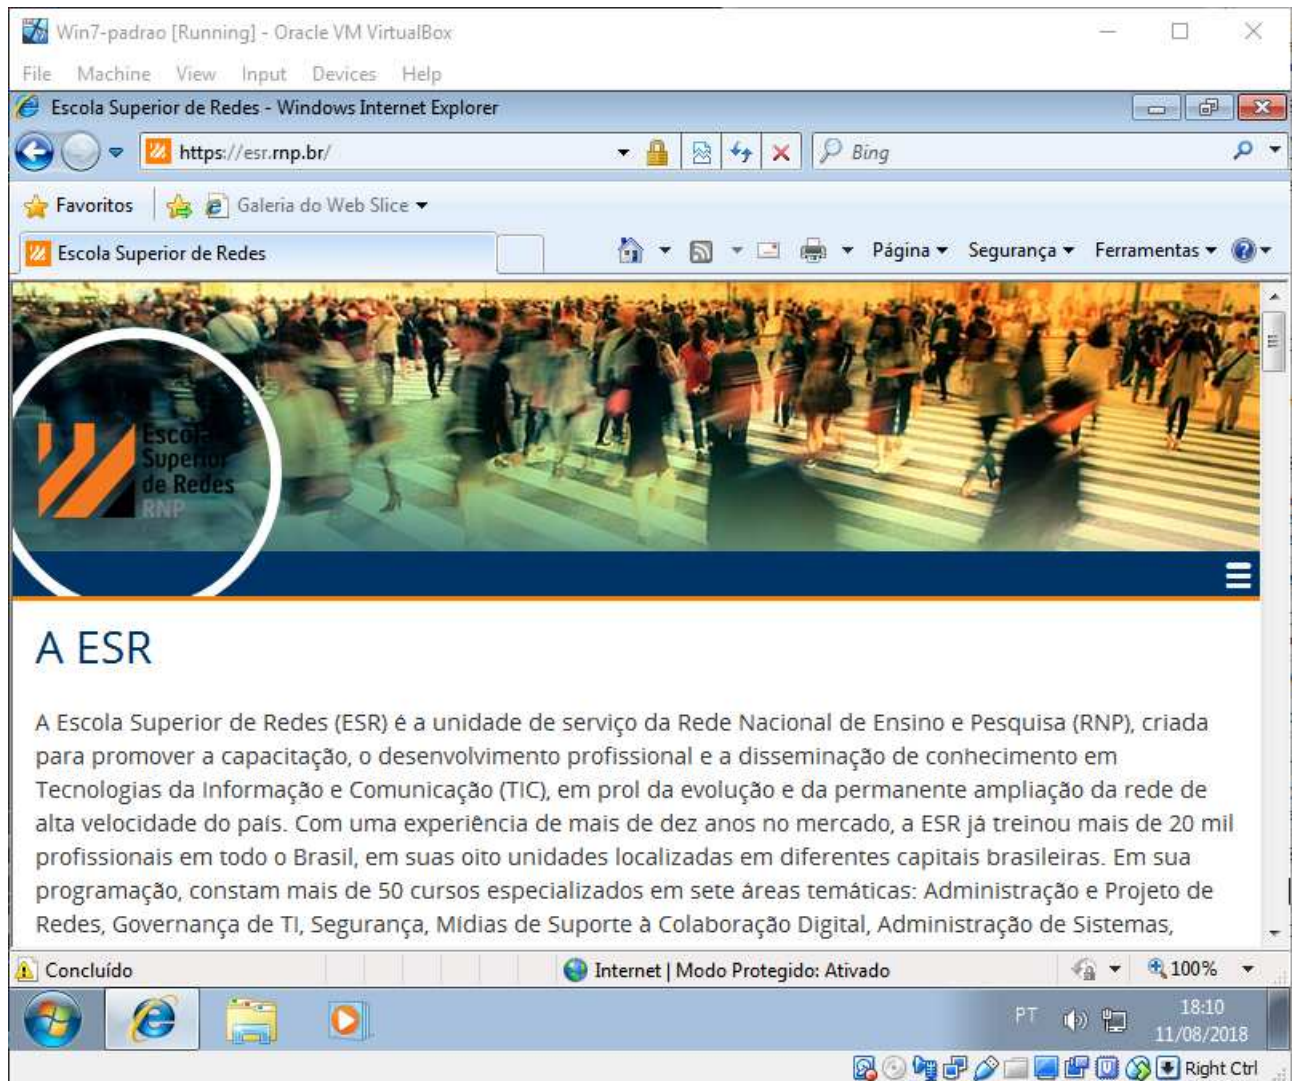 Win7-padrao [Running] - Oracle VM VirtualBox
File Machine View Input Devices Help
Escola Superior de Redes - Windows Internet Explorer
https://esr.rnp.br/
Bing
Favoritos Galeria do Web Slice
Escola Superior de Redes
Página Segurança Ferramentas
Escola
Superior
de Redes
RNP
A ESR
A Escola Superior de Redes (ESR) é a unidade de serviço da Rede Nacional de Ensino e Pesquisa (RNP), criada
para promover a capacitação, o desenvolvimento profissional e a disseminação de conhecimento em
Tecnologias da Informação e Comunicação (TIC), em prol da evolução e da permanente ampliação da rede de
alta velocidade do país. Com uma experiência de mais de dez anos no mercado, a ESR já treinou mais de 20 mil
profissionais em todo o Brasil, em suas oito unidades localizadas em diferentes capitais brasileiras. Em sua
programação, constam mais de 50 cursos especializados em sete áreas temáticas: Administração e Projeto de
Redes, Governança de TI, Segurança, Mídias de Suporte à Colaboração Digital, Administração de Sistemas,
Concluído
Internet | Modo Protegido: Ativado
100%
PT
18:10
11/08/2018
Right Ctrl